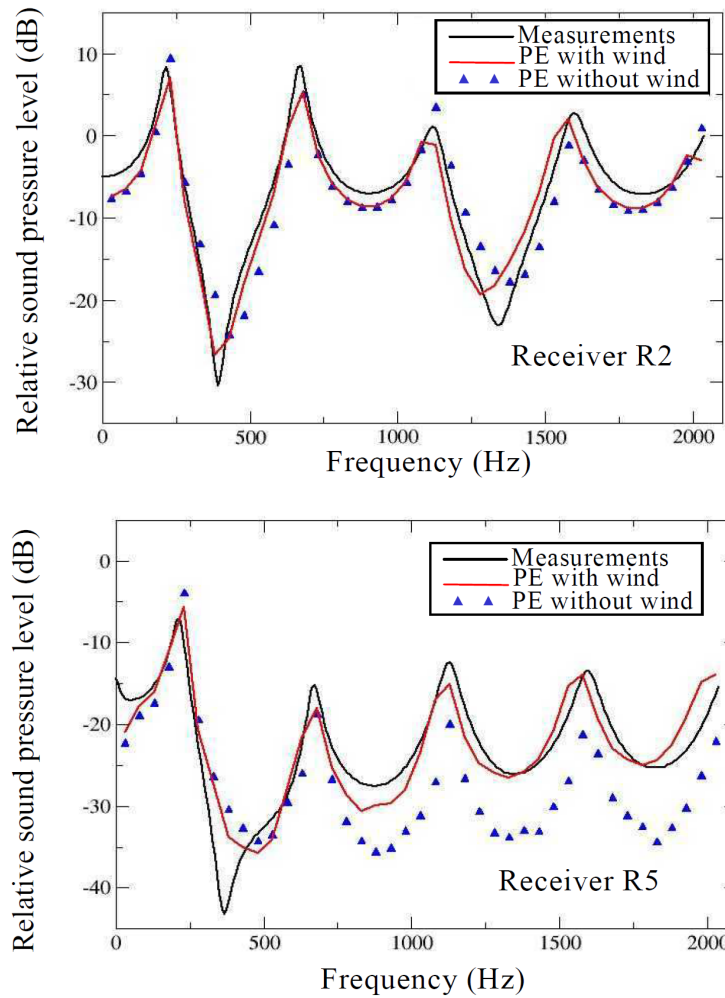 Relative sound pressure level (dB)
10
0
-10
-20
-30
Measurements
PE with wind
PE without wind
Receiver R2
0
500
1000
1500
2000
Frequency (Hz)
Relative sound pressure level (dB)
0
-10
-20
-30
-40
Measurements
PE with wind
PE without wind
Receiver R5
0
500
1000
1500
2000
Frequency (Hz)